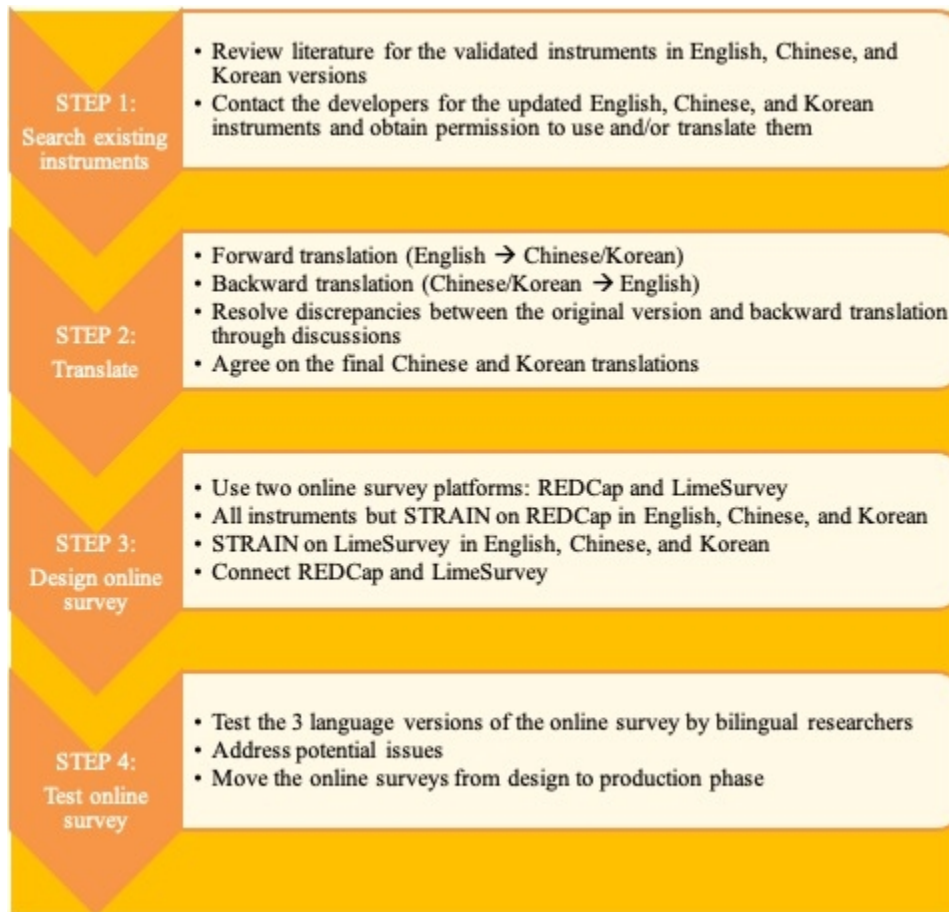 STEP 1:
Search existing
instruments
• Review literature for the validated instruments in English, Chinese, and
Korean versions
• Contact the developers for the updated English, Chinese, and Korean
instruments and obtain permission to use and/or translate them
STEP 2:
Translate
• Forward translation (English → Chinese/Korean)
• Backward translation (Chinese/Korean → English)
• Resolve discrepancies between the original version and backward translation
through discussions
• Agree on the final Chinese and Korean translations
STEP 3:
Design online
survey
• Use two online survey platforms: REDCap and LimeSurvey
• All instruments but STRAIN on REDCap in English, Chinese, and Korean
• STRAIN on LimeSurvey in English, Chinese, and Korean
• Connect REDCap and LimeSurvey
STEP 4:
Test online
survey
• Test the 3 language versions of the online survey by bilingual researchers
• Address potential issues
• Move the online surveys from design to production phase